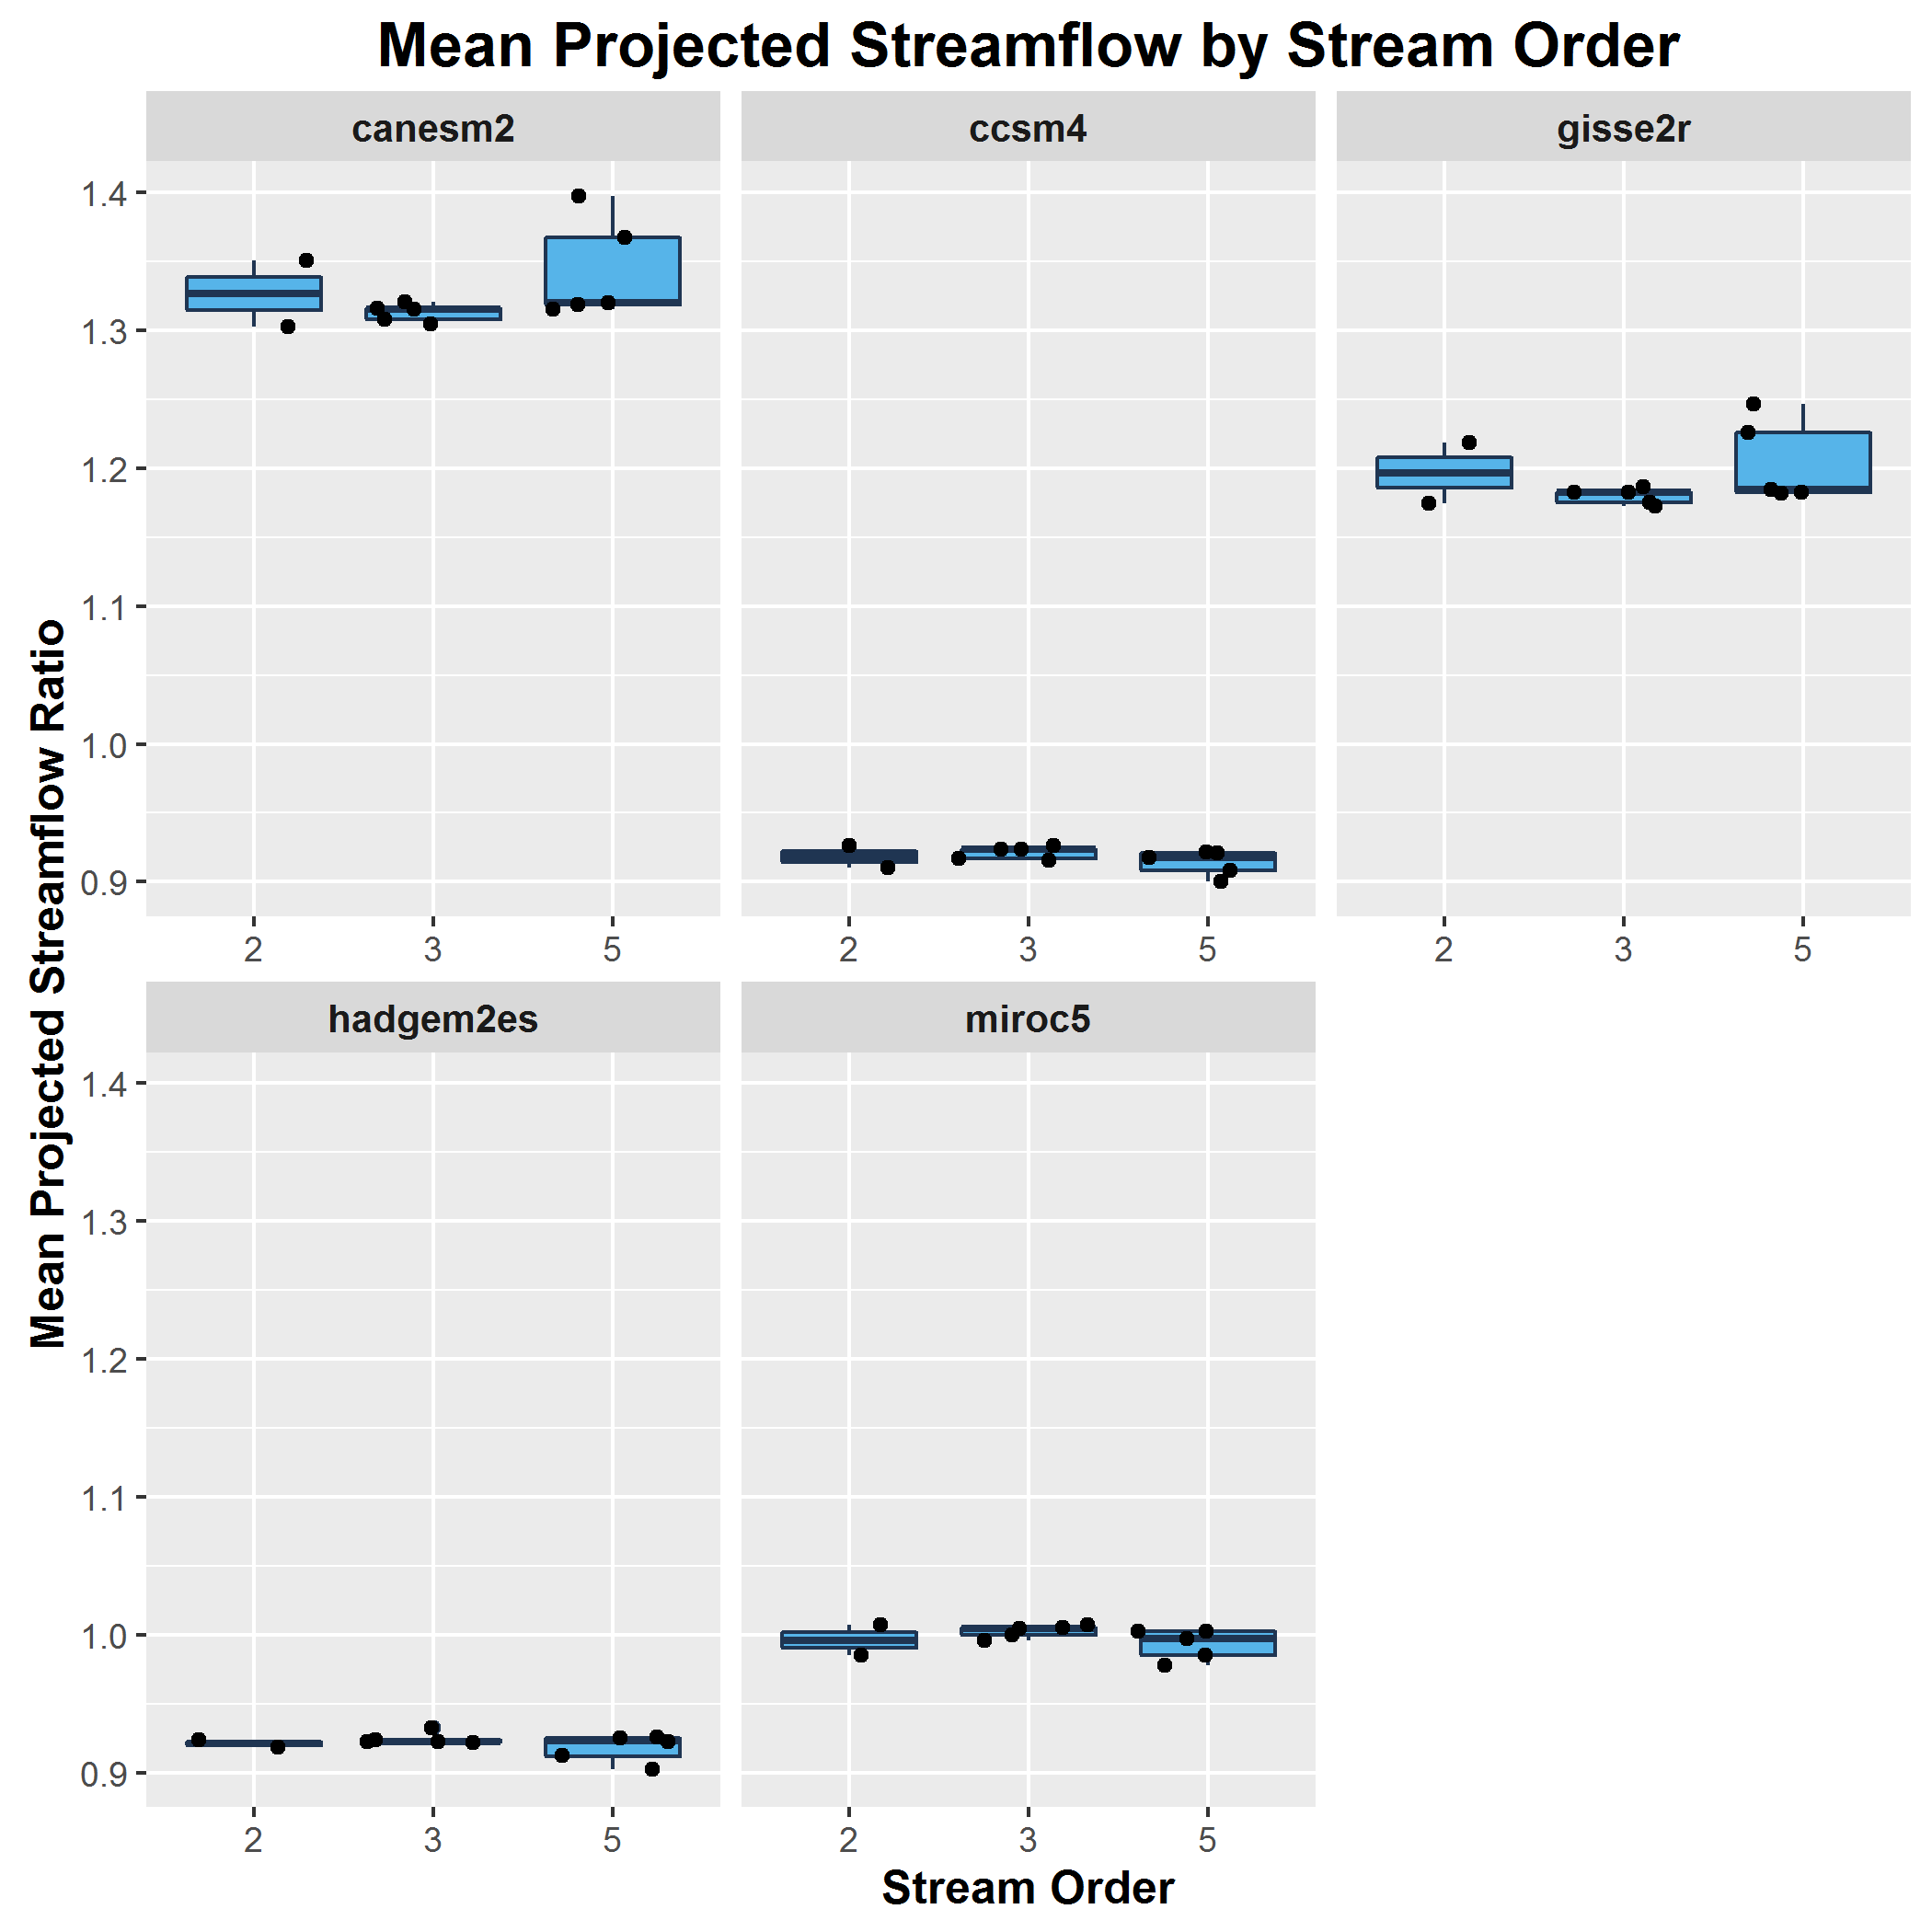 Mean Projected Streamflow by Stream Order
canesm2
ccsm4
gisse2r
1.4
1.3
1.2
1.1
1.0
0.9
2 3 5
2 3 5
2 3 5
Mean Projected Streamflow Ratio
hadgem2es
miroc5
1.4
1.3
1.2
1.1
1.0
0.9
2 3 5
2 3 5
Stream Order